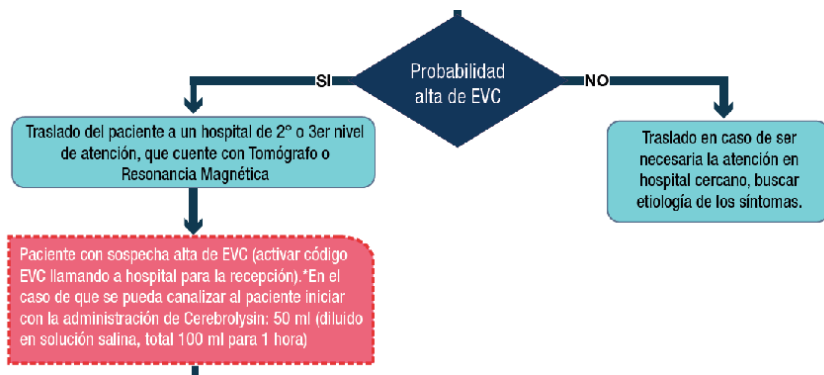 Probabilidad
alta de EVC
SI
NO
Traslado del paciente a un hospital de 2° o 3er nivel
de atención, que cuente con Tomógrafo o
Resonancia Magnética
Traslado en caso de ser
necesaria la atención en
hospital cercano, buscar
etiología de los síntomas.
Paciente con sospecha alta de EVC (activar código
EVC llamando a hospital para la recepción).*En el
caso de que se pueda canalizar al paciente iniciar
con la administración de Cerebrolysin: 50 ml (diluido
en solución salina, total 100 ml para 1 hora)